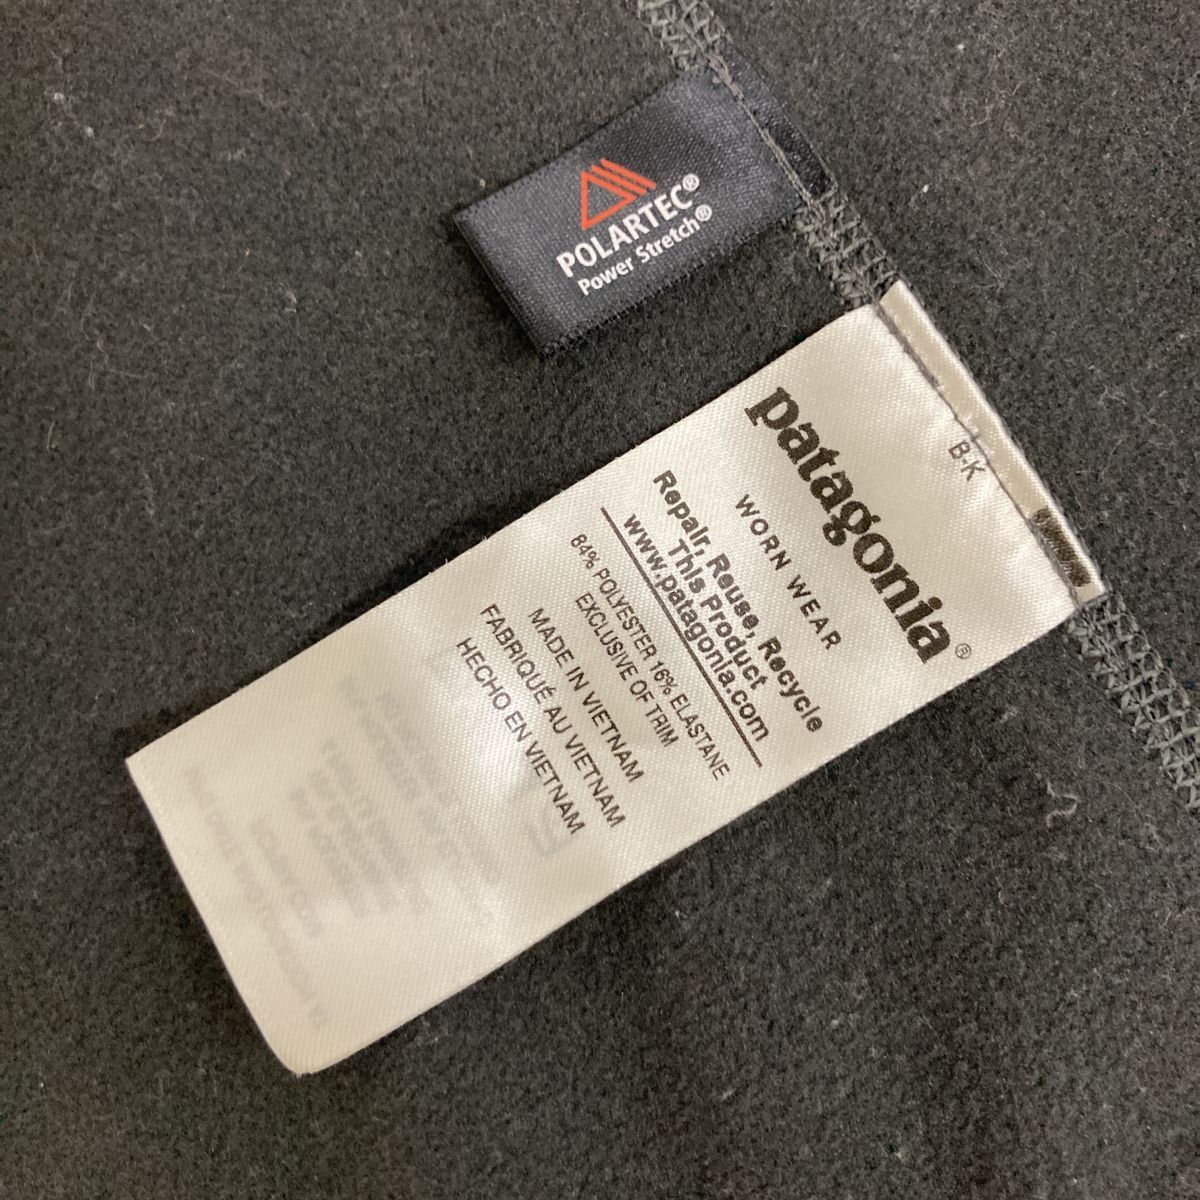 POLARTEC®
Power Stretch®
B-K
patagonia®
WORN WEAR
Repair, Reuse, Recycle
This Product
www.patagonia.com
84% POLYESTER 16% ELASTANE
EXCLUSIVE OF TRIM
MADE IN VIETNAM
FABRIQUÉ AU VIETNAM
HECHO EN VIETNAM